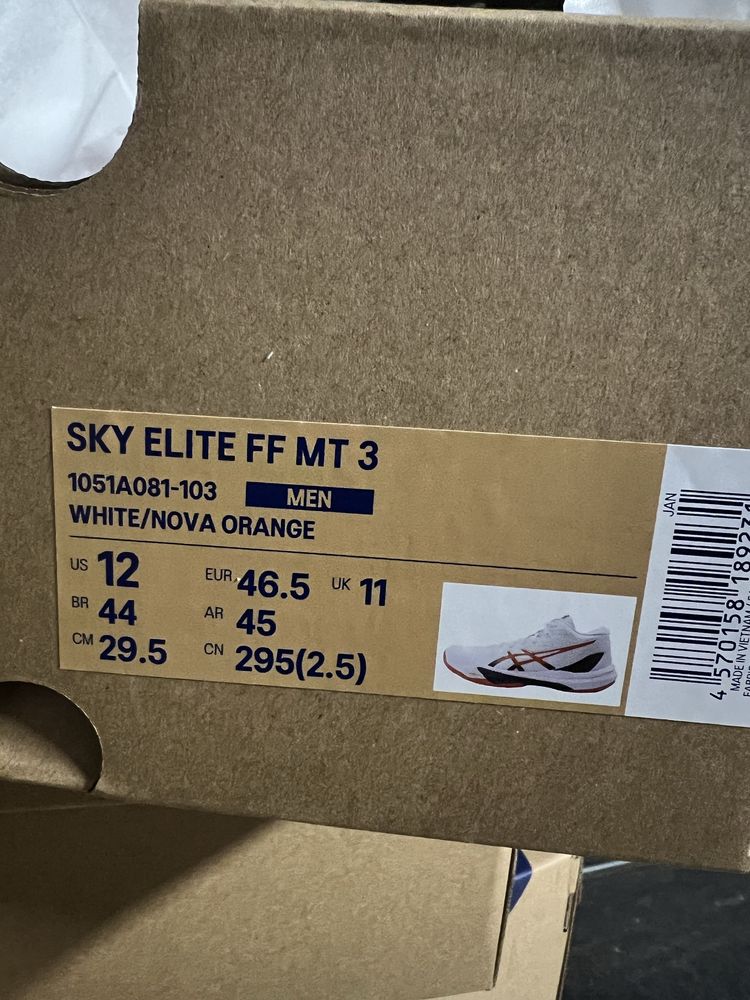 SKY ELITE FF MT 3
1051A081-103 MEN
WHITE/NOVA ORANGE
US 12 EUR 46.5 UK 11
BR 44 AR 45
CM 29.5 CN 295(2.5)
JAN
MADE IN VIETNAM